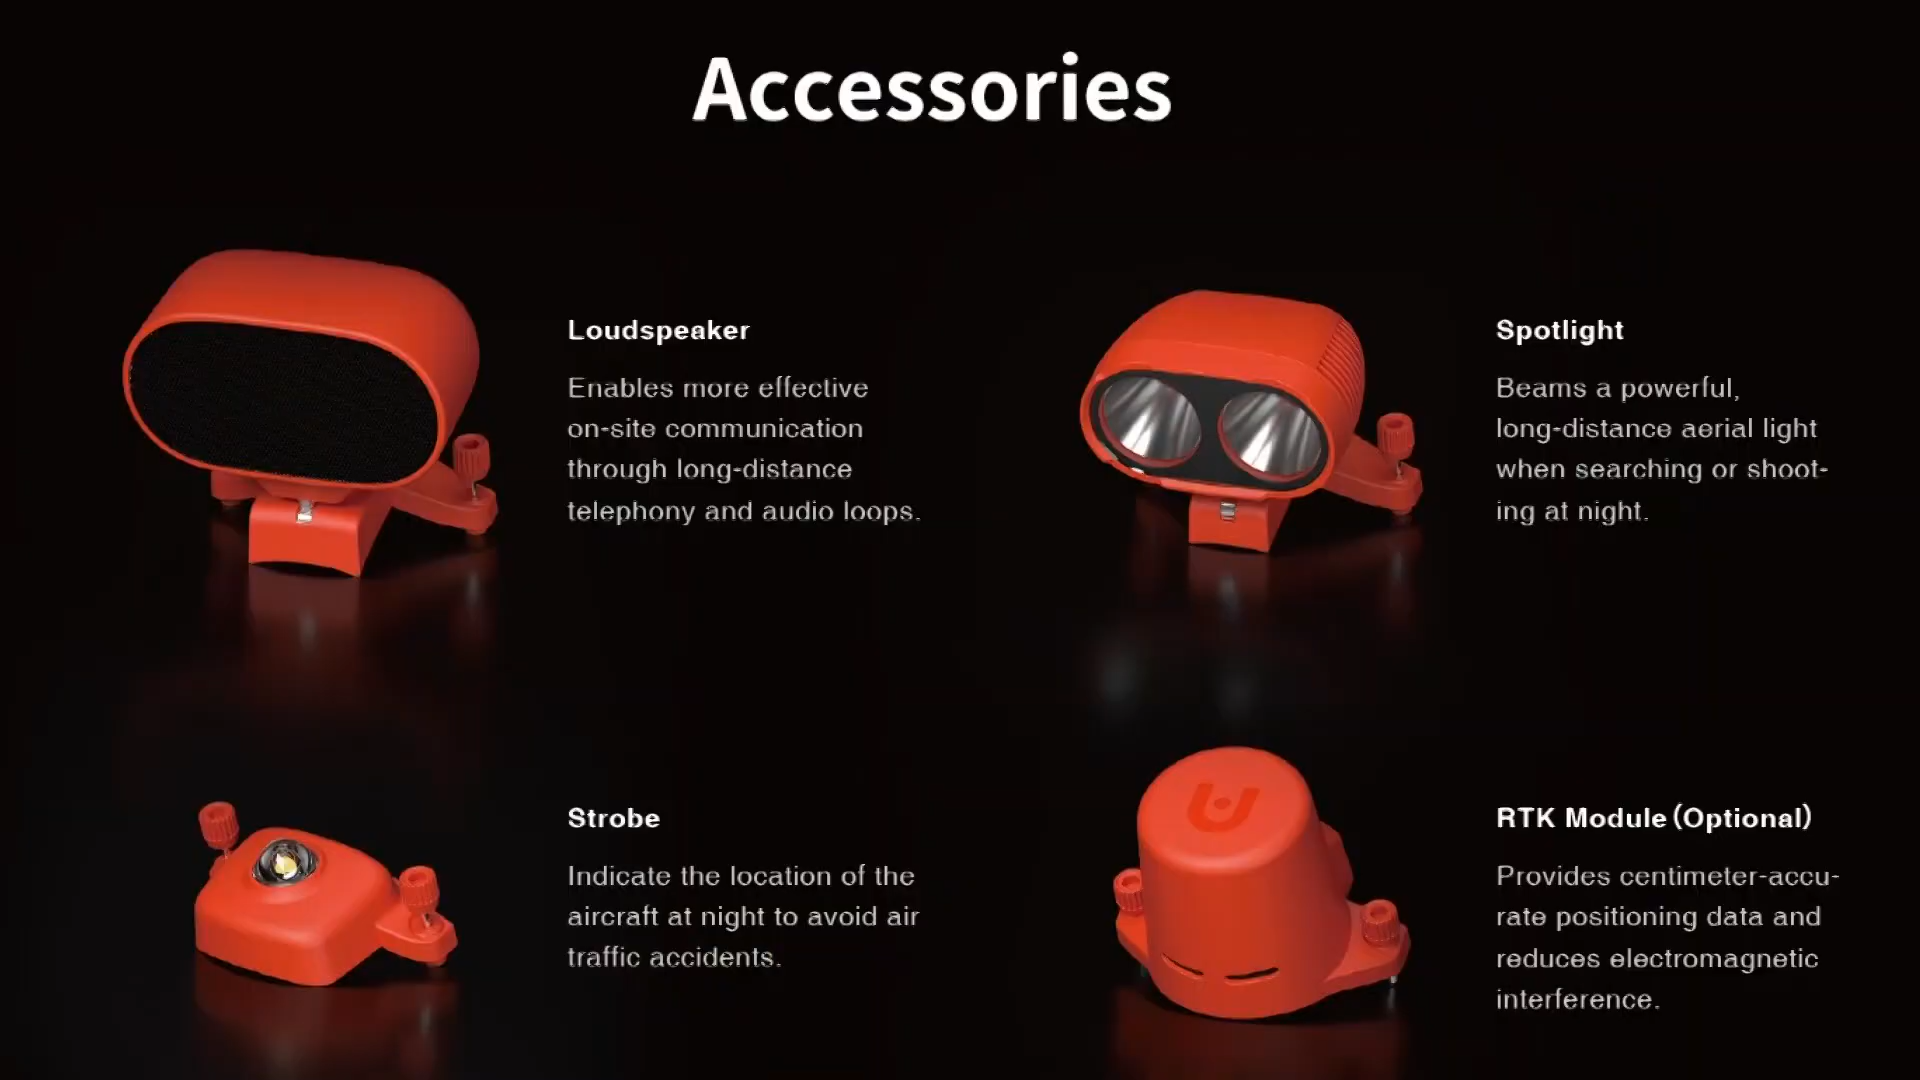 Accessories
Loudspeaker
Enables more effective
on-site communication
through long-distance
telephony and audio loops.
Spotlight
Beams a powerful,
long-distance aerial light
when searching or shoot-
ing at night.
Strobe
Indicate the location of the
aircraft at night to avoid air
traffic accidents.
RTK Module (Optional)
Provides centimeter-accu-
rate positioning data and
reduces electromagnetic
interference.